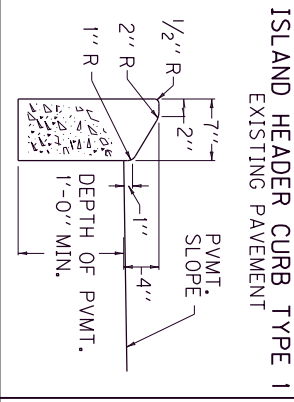 ISLAND HEADER CURB TYPE 1
EXISTING PAVEMENT
7"
2"
1/2" R
2" R
1" R
PVMT.
SLOPE
4"
1"
DEPTH OF PVMT.
1'-0" MIN.